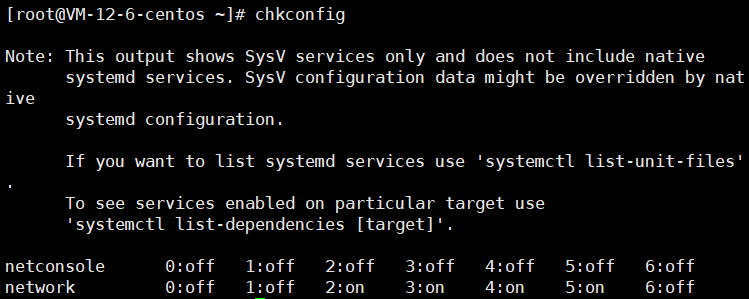 [root@VM-12-6-centos ~]# chkconfig
Note: This output shows SysV services only and does not include native
systemd services. SysV configuration data might be overridden by nat
ive
systemd configuration.
If you want to list systemd services use 'systemctl list-unit-files'
.
To see services enabled on particular target use
'systemctl list-dependencies [target]'.
netconsole 0:off 1:off 2:off 3:off 4:off 5:off 6:off
network 0:off 1:off 2:on 3:on 4:on 5:on 6:off